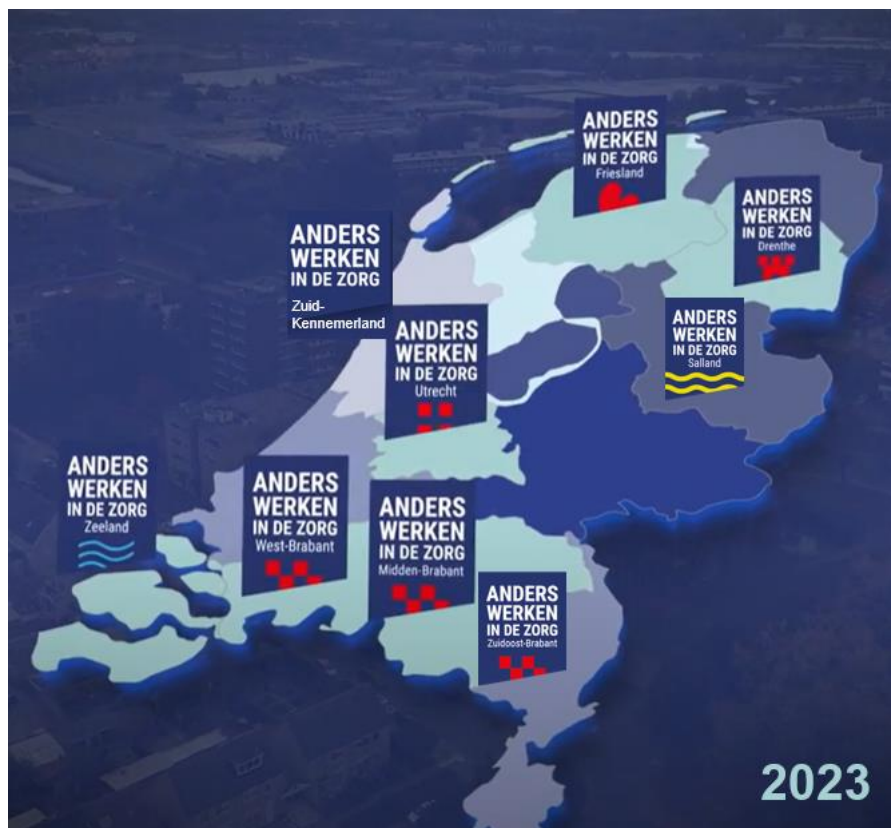 ANDERS
WERKEN
IN DE ZORG
Friesland
ANDERS
WERKEN
IN DE ZORG
Drenthe
ANDERS
WERKEN
IN DE ZORG
Zuid-
Kennemerland
ANDERS
WERKEN
IN DE ZORG
Salland
ANDERS
WERKEN
IN DE ZORG
Utrecht
ANDERS
WERKEN
IN DE ZORG
Zeeland
ANDERS
WERKEN
IN DE ZORG
West-Brabant
ANDERS
WERKEN
IN DE ZORG
Midden-Brabant
ANDERS
WERKEN
IN DE ZORG
Zuidoost-Brabant
2023